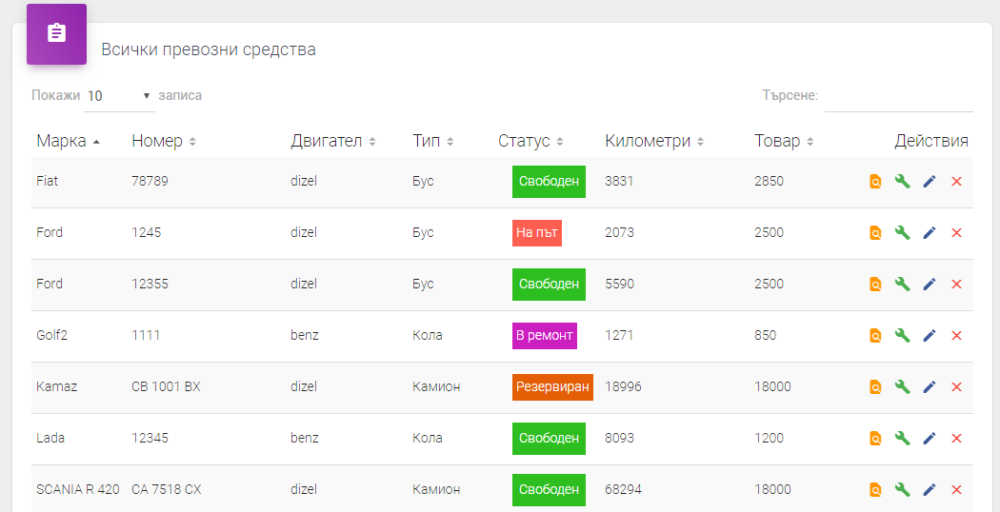 Всички превозни средства
Покажи 10 записа Търсене:
Марка Номер Двигател Тип Статус Километри Товар Действия
Fiat 78789 dizel Бус Свободен 3831 2850
Ford 1245 dizel Бус На път 2073 2500
Ford 12355 dizel Бус Свободен 5590 2500
Golf2 1111 benz Кола В ремонт 1271 850
Kamaz CB 1001 BX dizel Камион Резервиран 18996 18000
Lada 12345 benz Кола Свободен 8093 1200
SCANIA R 420 CA 7518 CX dizel Камион Свободен 68294 18000